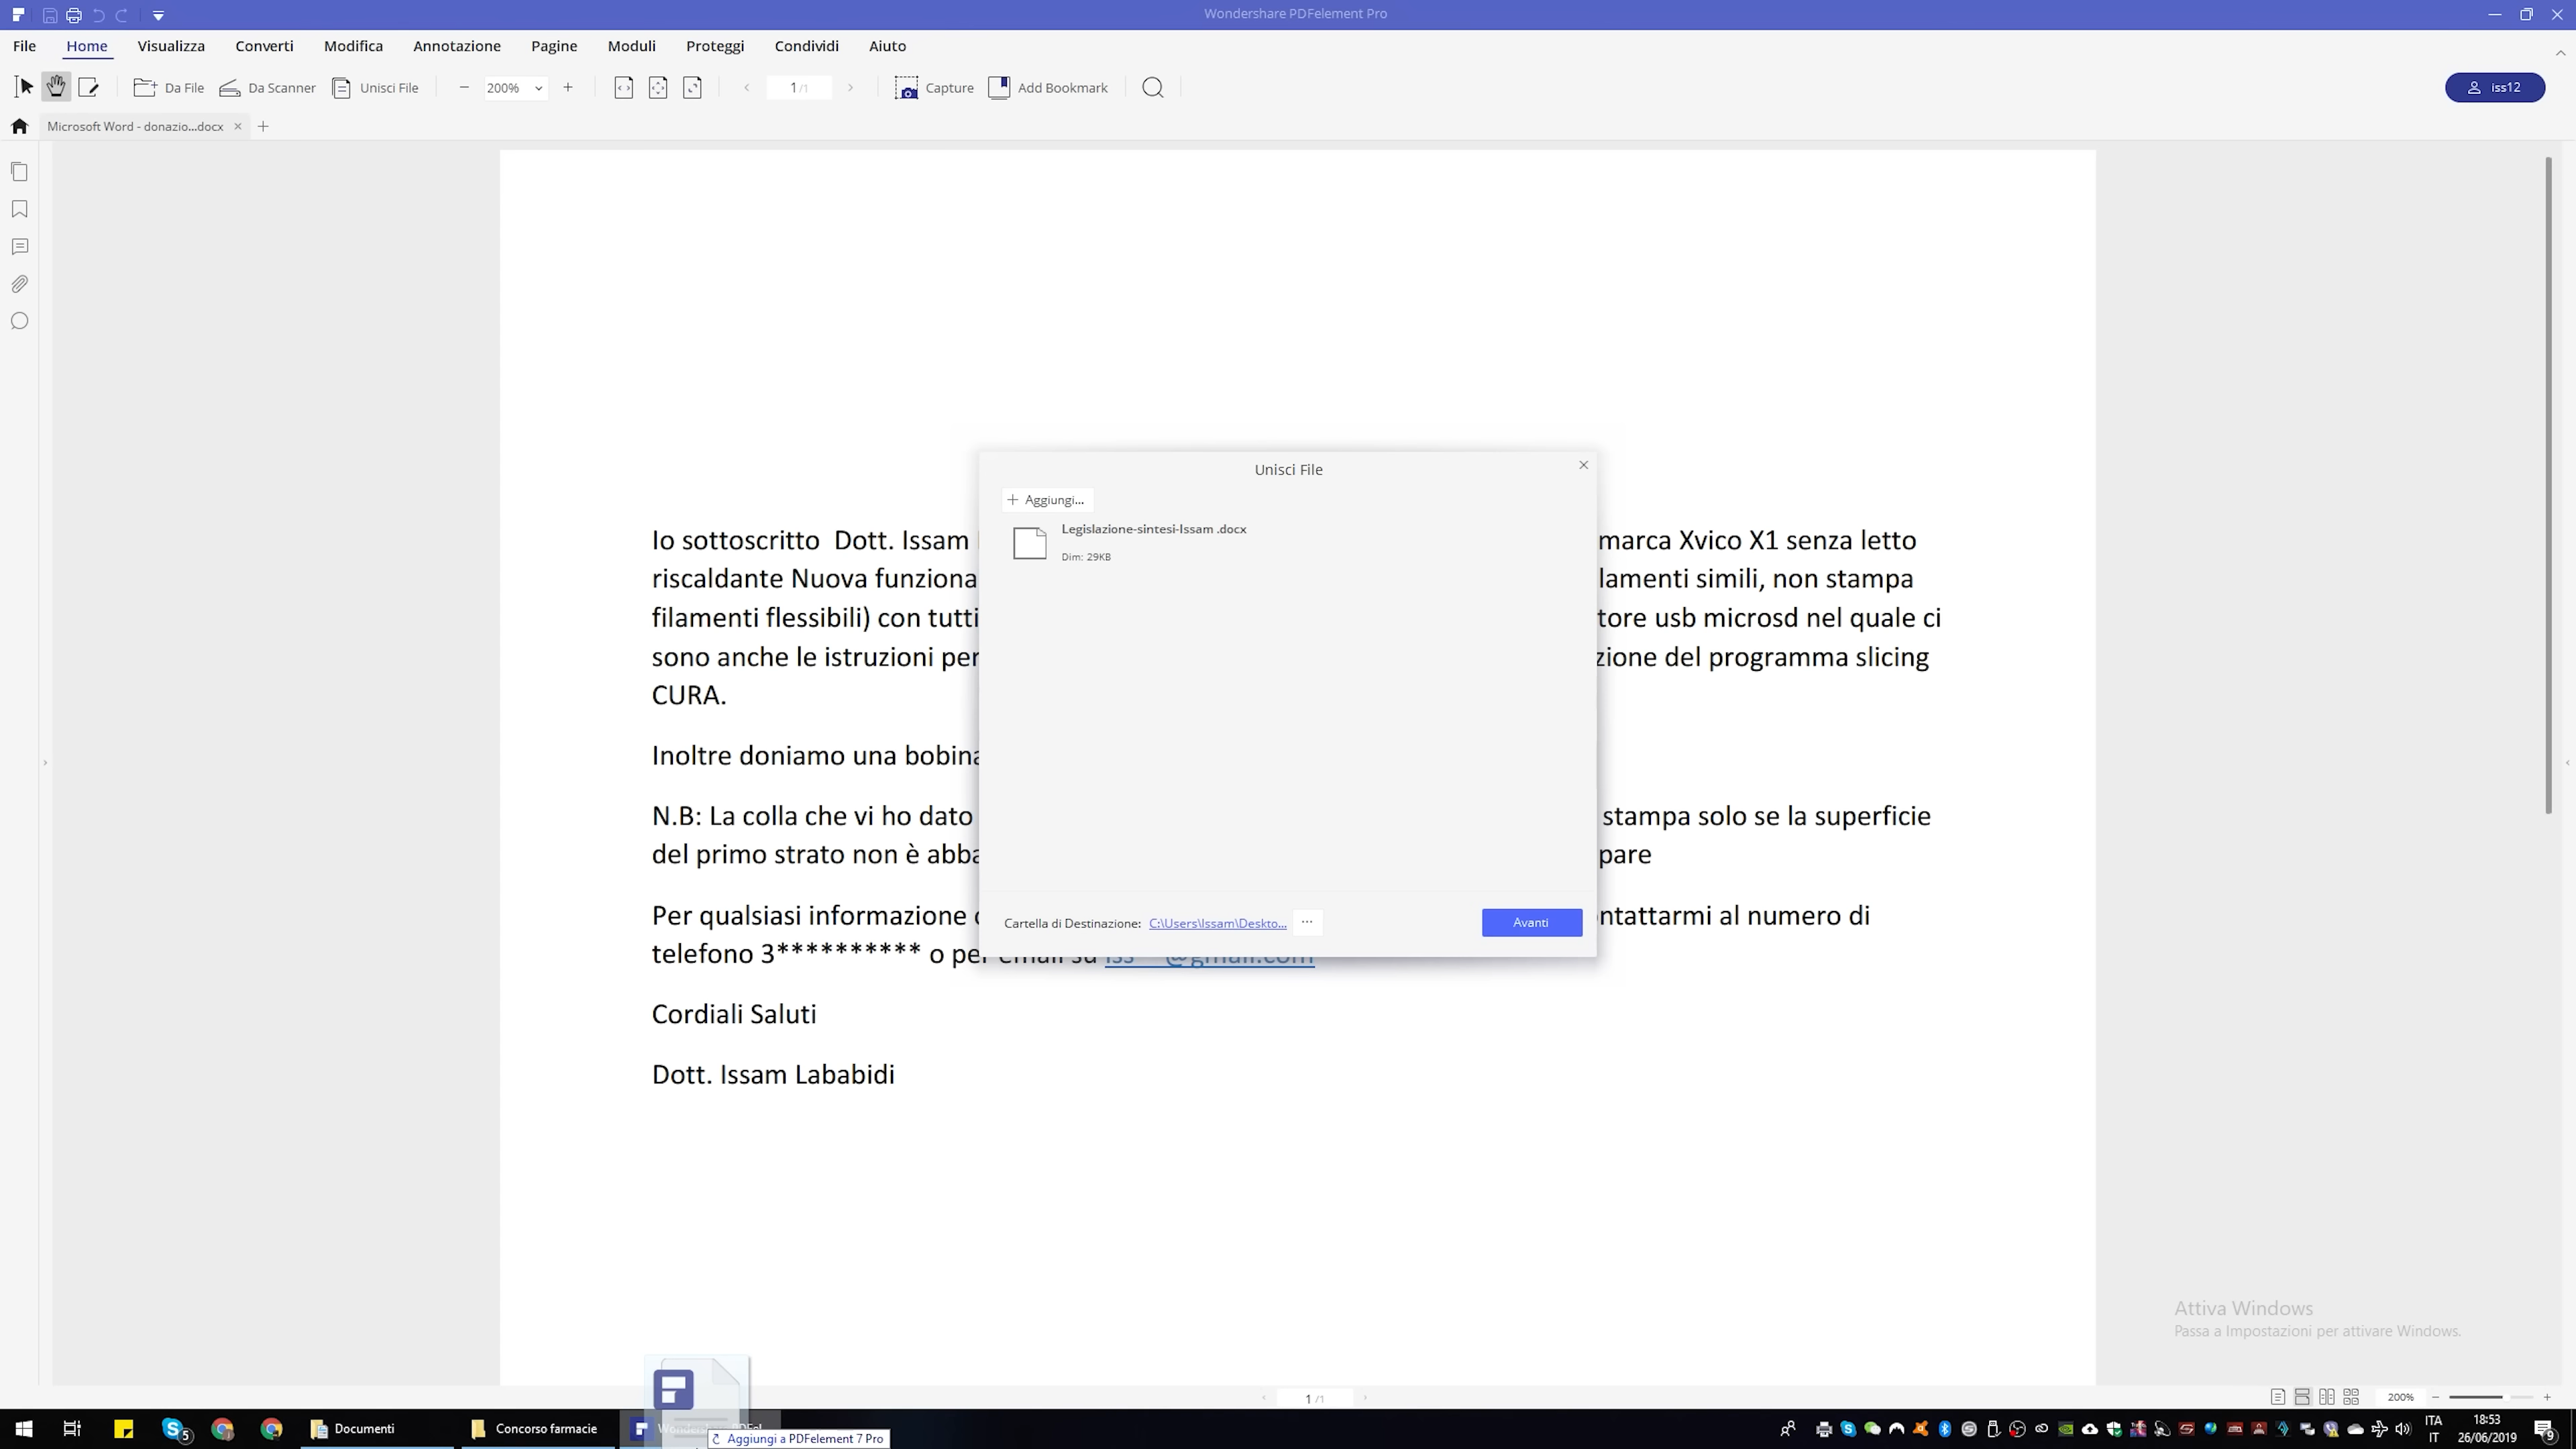 Wondershare PDFelement Pro
File Home Visualizza Converti Modifica Annotazione Pagine Moduli Proteggi Condividi Aiuto
Da File Da Scanner Unisci File 200% 1 /1 Capture Add Bookmark iss12
Microsoft Word - donazio...docx
Unisci File
Aggiungi...
Legislazione-sintesi-Issam .docx
Dim: 29KB
Cartella di Destinazione: C:\Users\Issam\Deskto... ... Avanti
Io sottoscritto Dott. Issam marca Xvico X1 senza letto
riscaldante Nuova funziona lamenti simili, non stampa
filamenti flessibili) con tutti tore usb microsd nel quale ci
sono anche le istruzioni per zione del programma slicing
CURA.
Inoltre doniamo una bobina
N.B: La colla che vi ho dato stampa solo se la superficie
del primo strato non è abba pare
Per qualsiasi informazione ntattarmi al numero di
telefono 3********** o per email su iss @gmail.com
Cordiali Saluti
Dott. Issam Lababidi
Attiva Windows
Passa a Impostazioni per attivare Windows.
1 /1 200%
5 Documenti Concorso farmacie
Aggiungi a PDFelement 7 Pro
ITA
IT
18:53
26/06/2019
9